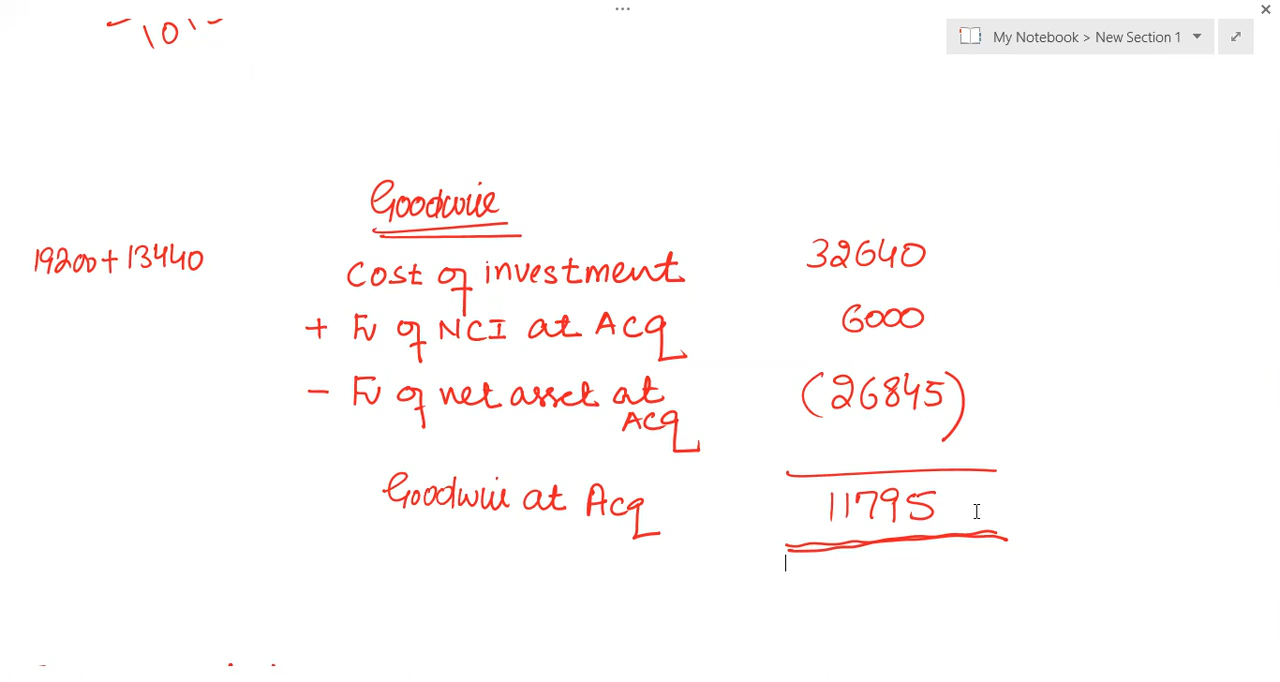 ...
×
1010
My Notebook > New Section 1
Goodwill
19200+13440
Cost of investment 32640
+ Fv of NCI at Acq 6000
- Fv of net asset at Acq (26845)
Goodwill at Acq 11795